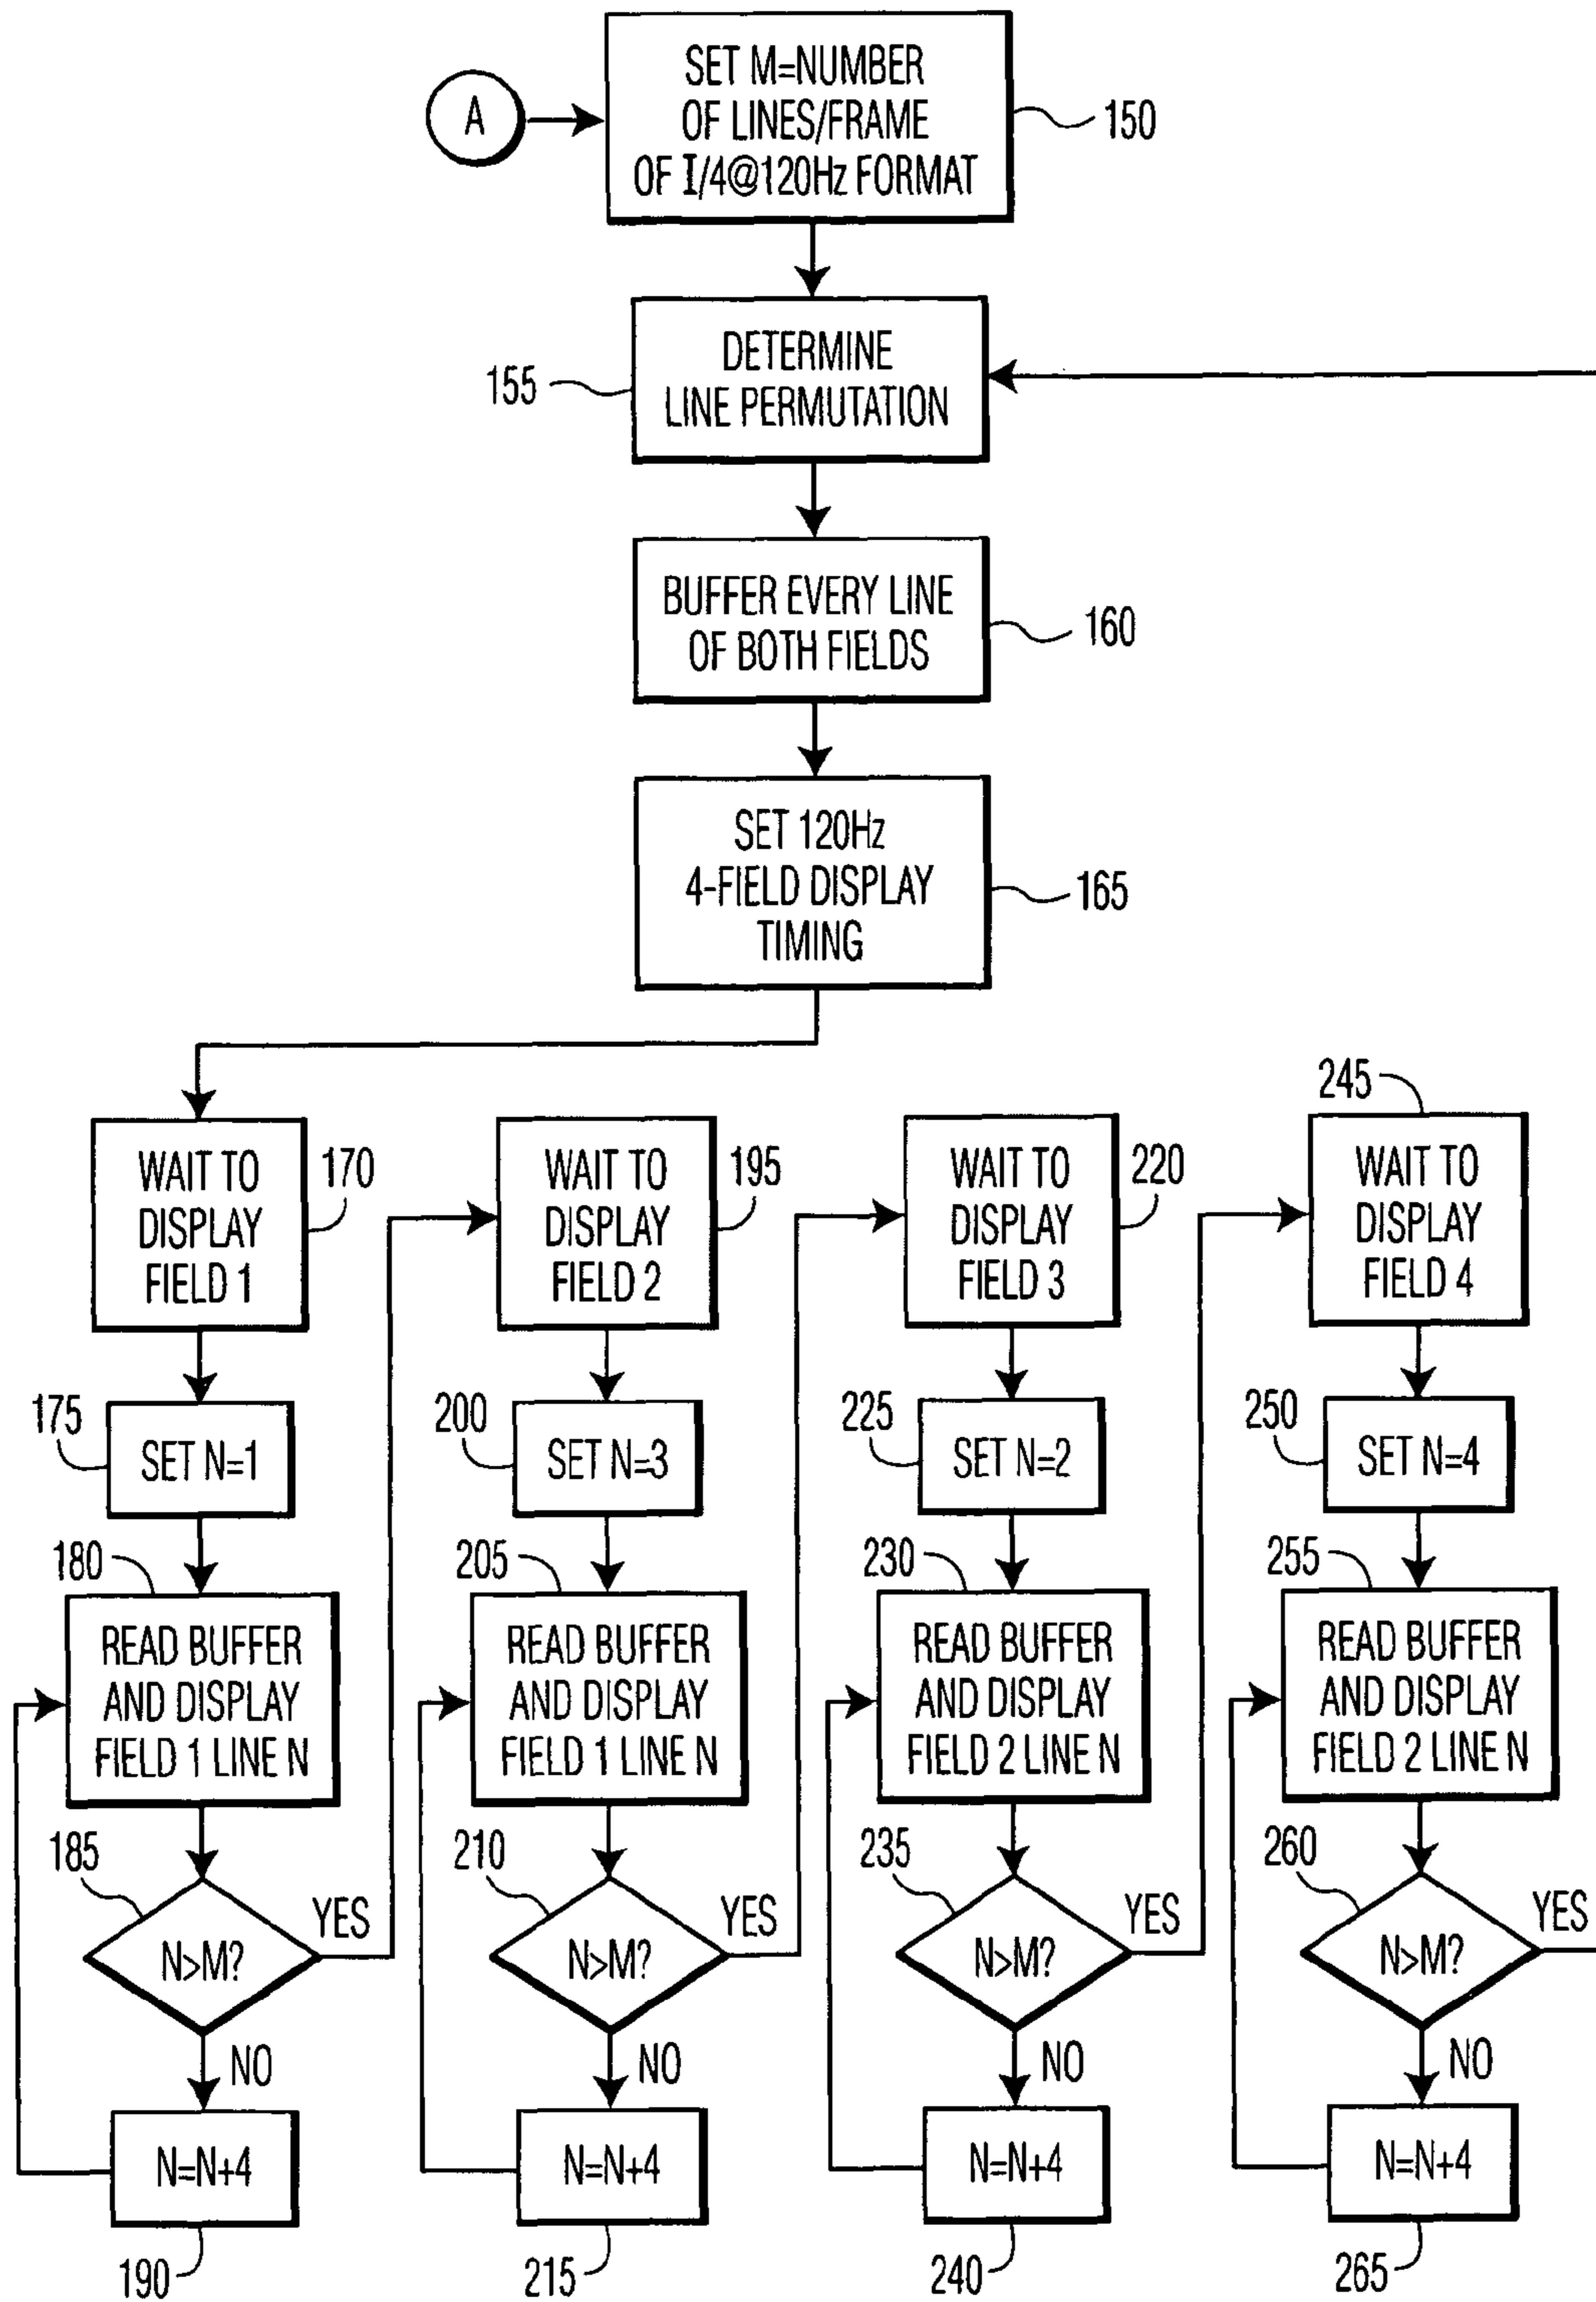 A
SET M=NUMBER
OF LINES/FRAME
OF I/4@120Hz FORMAT
150
DETERMINE
LINE PERMUTATION
155
BUFFER EVERY LINE
OF BOTH FIELDS
160
SET 120Hz
4-FIELD DISPLAY
TIMING
165
WAIT TO
DISPLAY
FIELD 1
170
SET N=1
175
180
READ BUFFER
AND DISPLAY
FIELD 1 LINE N
185
N>M?
YES
NO
N=N+4
190
WAIT TO
DISPLAY
FIELD 2
195
200
SET N=3
205
READ BUFFER
AND DISPLAY
FIELD 1 LINE N
210
N>M?
YES
NO
N=N+4
215
WAIT TO
DISPLAY
FIELD 3
220
225
SET N=2
230
READ BUFFER
AND DISPLAY
FIELD 2 LINE N
235
N>M?
YES
NO
N=N+4
240
245
WAIT TO
DISPLAY
FIELD 4
250
SET N=4
255
READ BUFFER
AND DISPLAY
FIELD 2 LINE N
260
N>M?
YES
NO
N=N+4
265